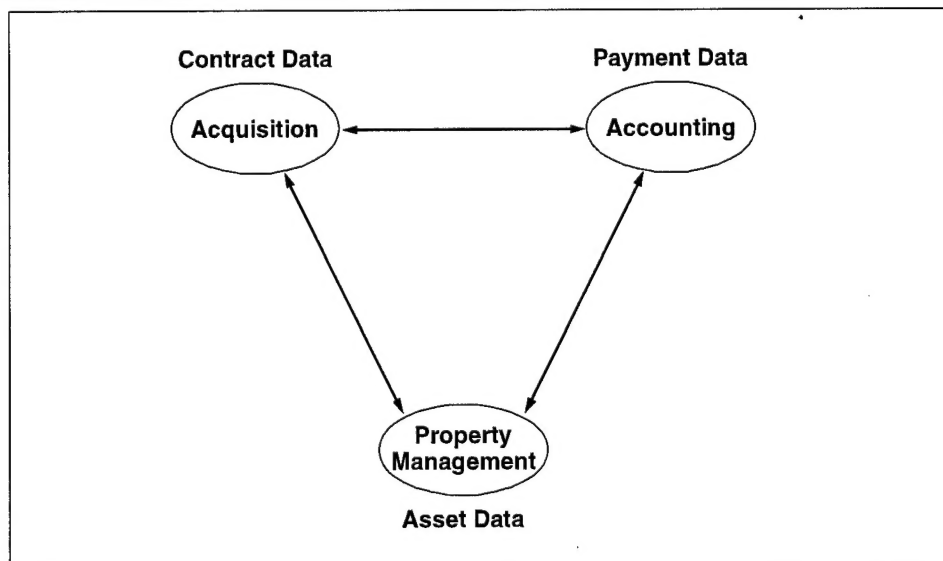 Contract Data
Payment Data
Acquisition
Accounting
Property
Management
Asset Data